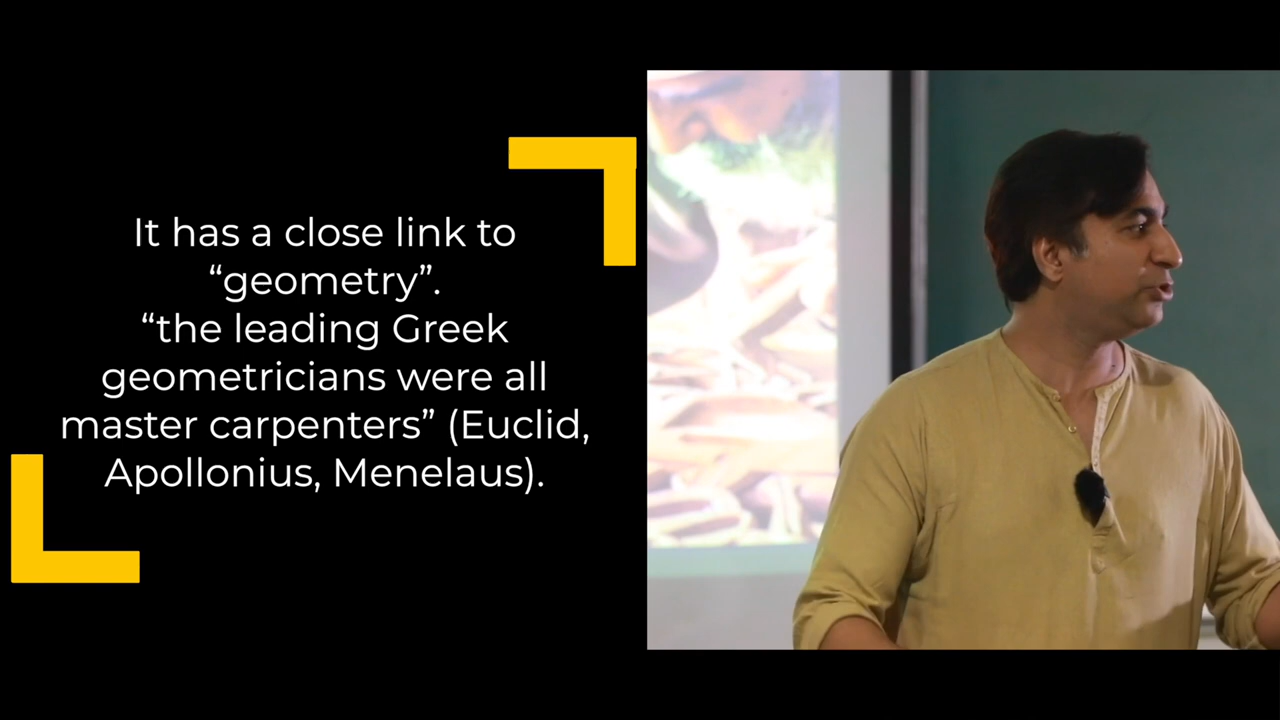 It has a close link to
“geometry”.
“the leading Greek
geometricians were all
master carpenters” (Euclid,
Apollonius, Menelaus).